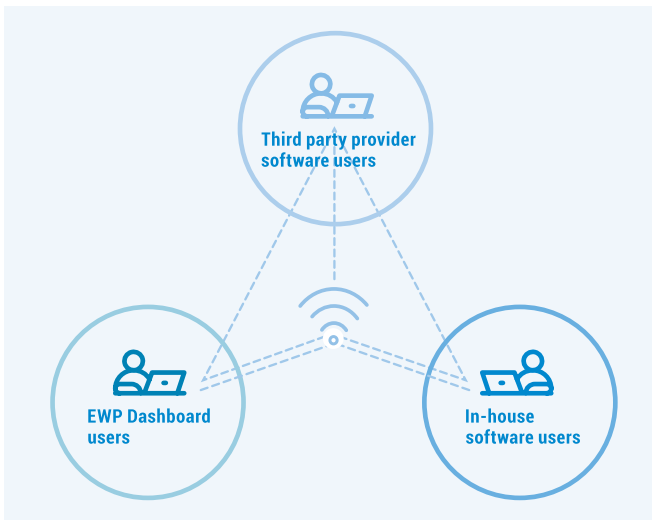 Third party provider
software users
EWP Dashboard
users
In-house
software users